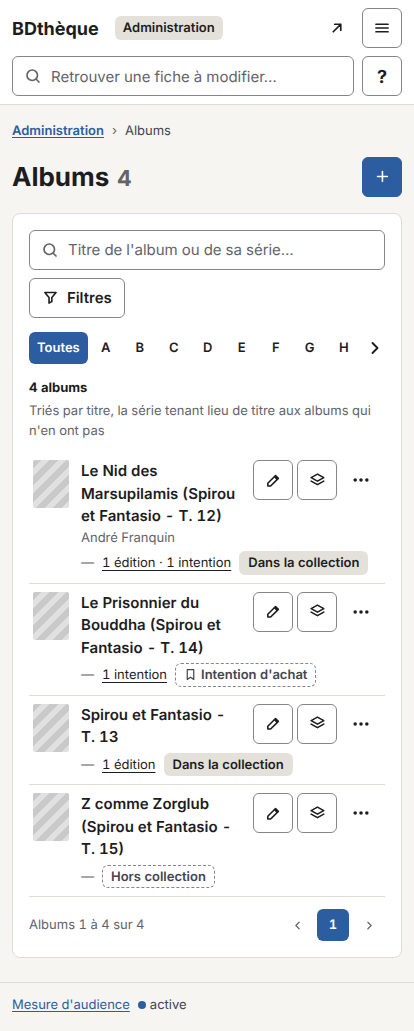 BDthèque Administration
Retrouver une fiche à modifier... ?
Administration › Albums
Albums 4
+
Titre de l'album ou de sa série...
Filtres
Toutes A B C D E F G H
4 albums
Triés par titre, la série tenant lieu de titre aux albums qui
n'en ont pas
Le Nid des
Marsupilamis (Spirou
et Fantasio - T. 12)
André Franquin
— 1 édition · 1 intention Dans la collection
Le Prisonnier du
Bouddha (Spirou et
Fantasio - T. 14)
— 1 intention Intention d'achat
Spirou et Fantasio -
T. 13
— 1 édition Dans la collection
Z comme Zorglub
(Spirou et Fantasio -
T. 15)
— Hors collection
Albums 1 à 4 sur 4 ‹ 1 ›
Mesure d'audience active